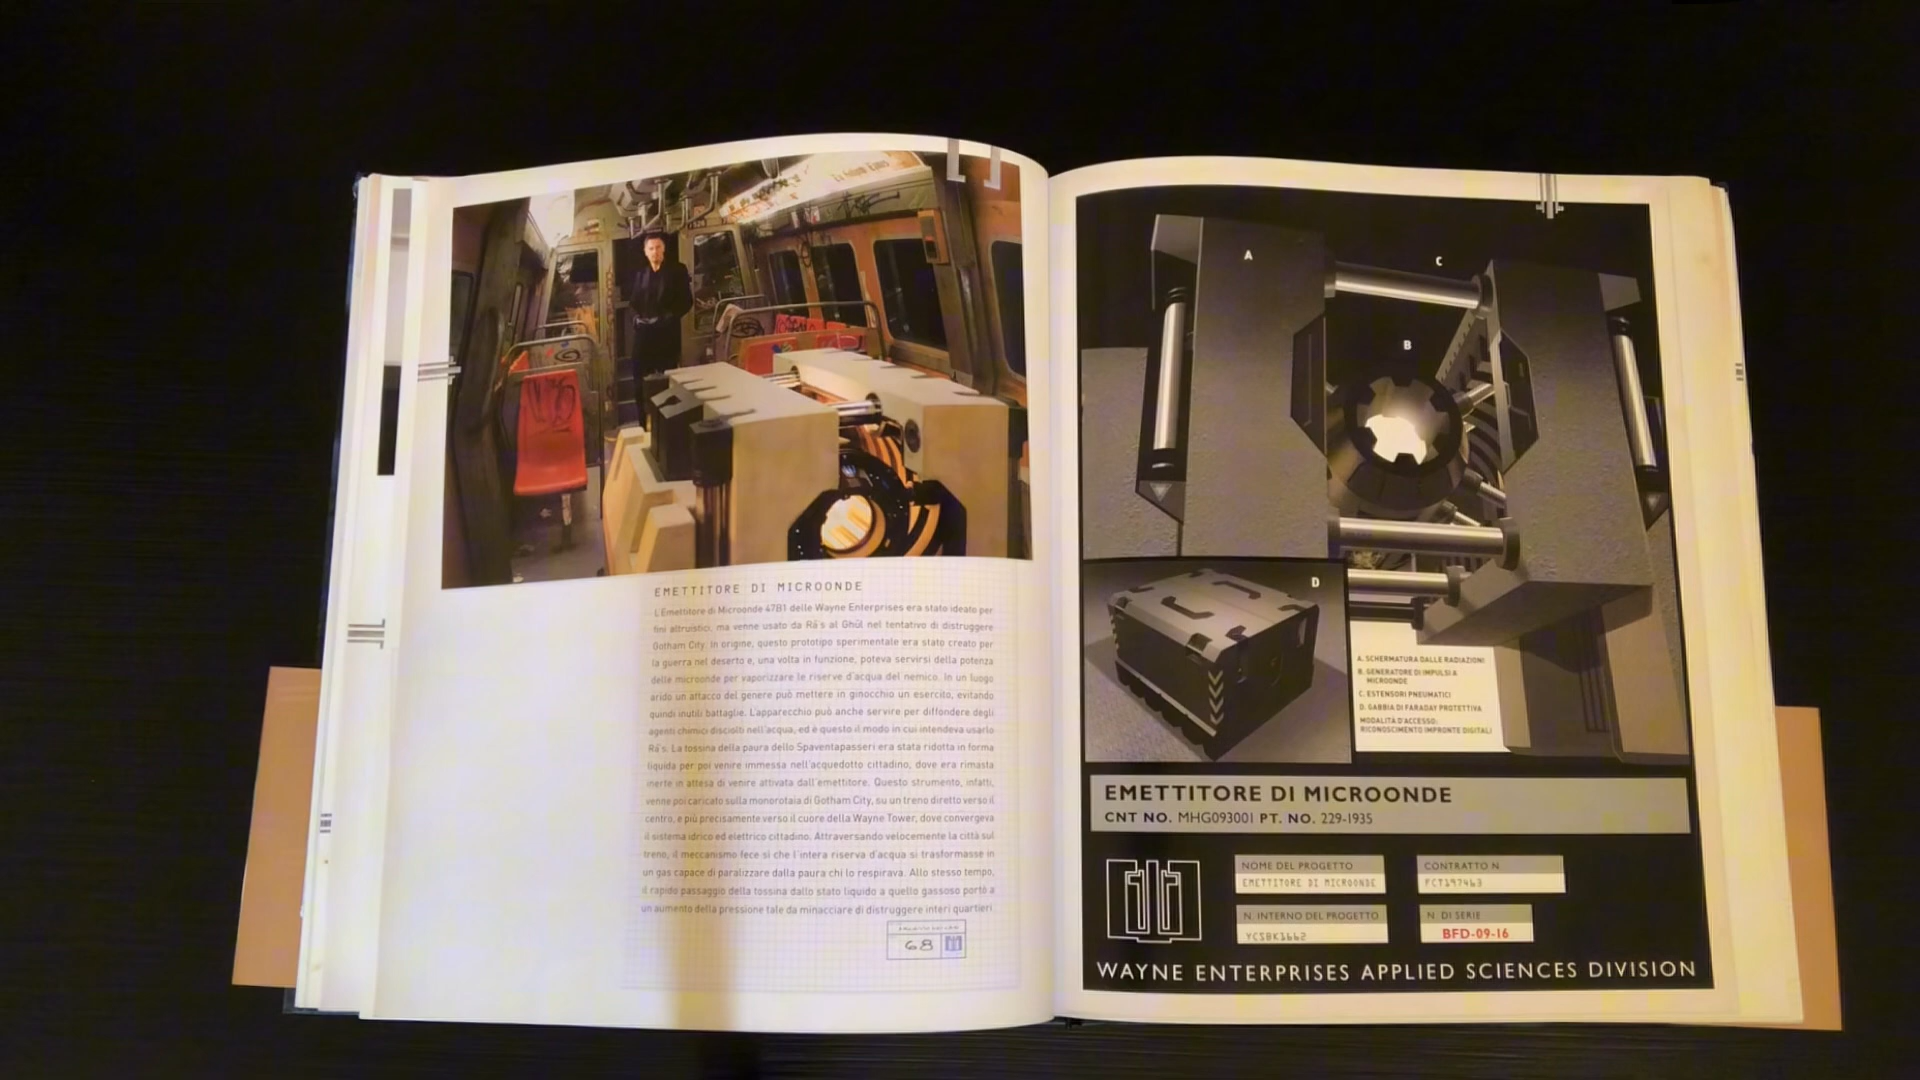 EMETTITORE DI MICROONDE
L'Emettitore di Microonde 47B1 delle Wayne Enterprises era stato ideato per
fini altruistici, ma venne usato da Rā's al Ghūl nel tentativo di distruggere
Gotham City. In origine, questo prototipo sperimentale era stato creato per
la guerra nel deserto e, una volta in funzione, poteva servirsi della potenza
delle microonde per vaporizzare le riserve d'acqua del nemico. In un luogo
arido un attacco del genere può mettere in ginocchio un esercito, evitando
quindi inutili battaglie. L'apparecchio può anche servire per diffondere degli
agenti chimici disciolti nell'acqua, ed è questo il modo in cui intendeva usarlo
Rā's. La tossina della paura dello Spaventapasseri era stata ridotta in forma
liquida per poi venire immessa nell'acquedotto cittadino, dove era rimasta
inerte in attesa di venire attivata dall'emettitore. Questo strumento, infatti,
venne poi caricato sulla monorotaia di Gotham City, su un treno diretto verso il
centro, e più precisamente verso il cuore della Wayne Tower, dove convergeva
il sistema idrico ed elettrico cittadino. Attraversando velocemente la città sul
treno, il meccanismo fece sì che l'intera riserva d'acqua si trasformasse in
un gas capace di paralizzare dalla paura chi lo respirava. Allo stesso tempo,
il rapido passaggio della tossina dallo stato liquido a quello gassoso portò a
un aumento della pressione tale da minacciare di distruggere interi quartieri.
68
A
C
B
D
A. SCHERMATURA DALLE RADIAZIONI
B. GENERATORE DI IMPULSI A
MICROONDE
C. ESTENSORI PNEUMATICI
D. GABBIA DI FARADAY PROTETTIVA
MODALITÀ D'ACCESSO:
RICONOSCIMENTO IMPRONTE DIGITALI
EMETTITORE DI MICROONDE
CNT NO. MHG093001 PT. NO. 229-1935
NOME DEL PROGETTO
EMETTITORE DI MICROONDE
CONTRATTO N.
FCT197463
N. INTERNO DEL PROGETTO
YCSBK1662
N. DI SERIE
BFD-09-16
WAYNE ENTERPRISES APPLIED SCIENCES DIVISION